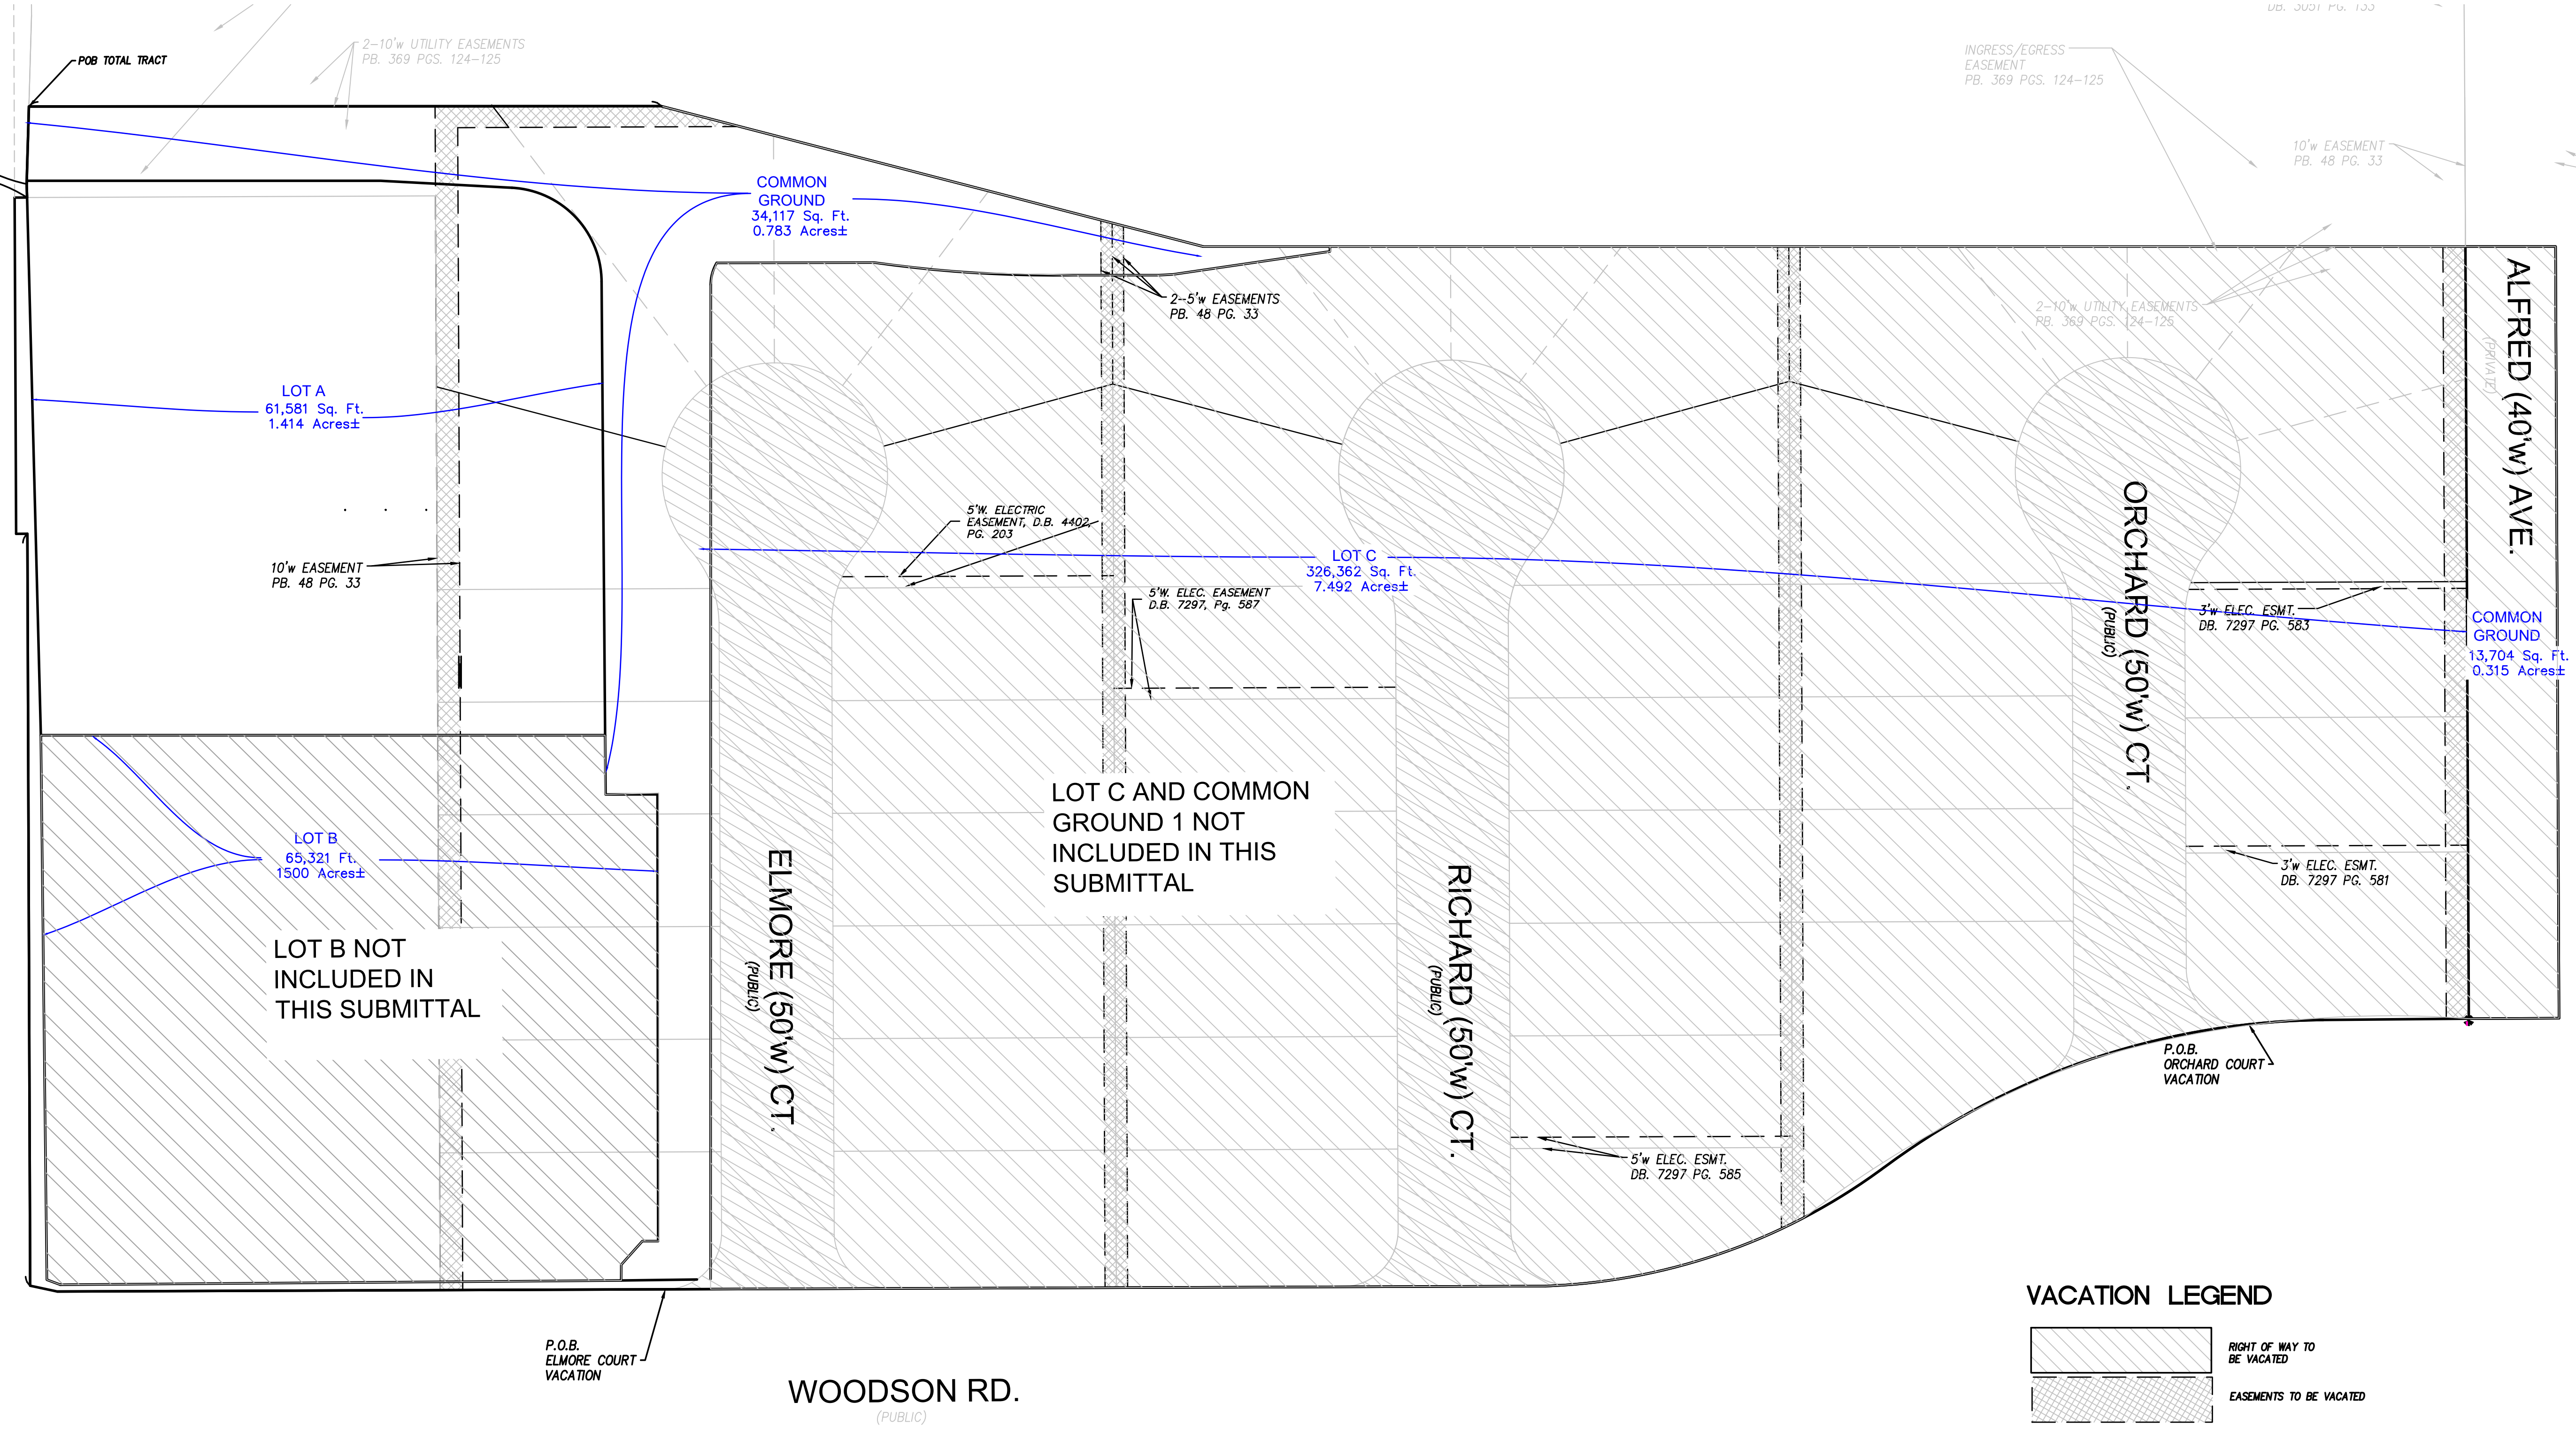 DB. 3051 PG. 133
2-10'w UTILITY EASEMENTS
PB. 369 PGS. 124-125
POB TOTAL TRACT
INGRESS/EGRESS
EASEMENT
PB. 369 PGS. 124-125
10'w EASEMENT
PB. 48 PG. 33
COMMON
GROUND
34,117 Sq. Ft.
0.783 Acres±
2--5'w EASEMENTS
PB. 48 PG. 33
2-10'w UTILITY EASEMENTS
PB. 369 PGS. 124-125
ALFRED (40'w) AVE.
(PRIVATE)
LOT A
61,581 Sq. Ft.
1.414 Acres±
10'w EASEMENT
PB. 48 PG. 33
5'W. ELECTRIC
EASEMENT, D.B. 4402,
PG. 203
5'W. ELEC. EASEMENT
D.B. 7297, Pg. 587
LOT C
326,362 Sq. Ft.
7.492 Acres±
ORCHARD (50'w) CT.
(PUBLIC)
3'w ELEC. ESMT.
DB. 7297 PG. 583
COMMON
GROUND
13,704 Sq. Ft.
0.315 Acres±
LOT B
65,321 Ft.
1500 Acres±
LOT C AND COMMON
GROUND 1 NOT
INCLUDED IN THIS
SUBMITTAL
3'w ELEC. ESMT.
DB. 7297 PG. 581
LOT B NOT
INCLUDED IN
THIS SUBMITTAL
ELMORE (50'w) CT.
(PUBLIC)
RICHARD (50'w) CT.
(PUBLIC)
P.O.B.
ORCHARD COURT
VACATION
5'w ELEC. ESMT.
DB. 7297 PG. 585
P.O.B.
ELMORE COURT
VACATION
WOODSON RD.
(PUBLIC)
VACATION LEGEND
RIGHT OF WAY TO
BE VACATED
EASEMENTS TO BE VACATED